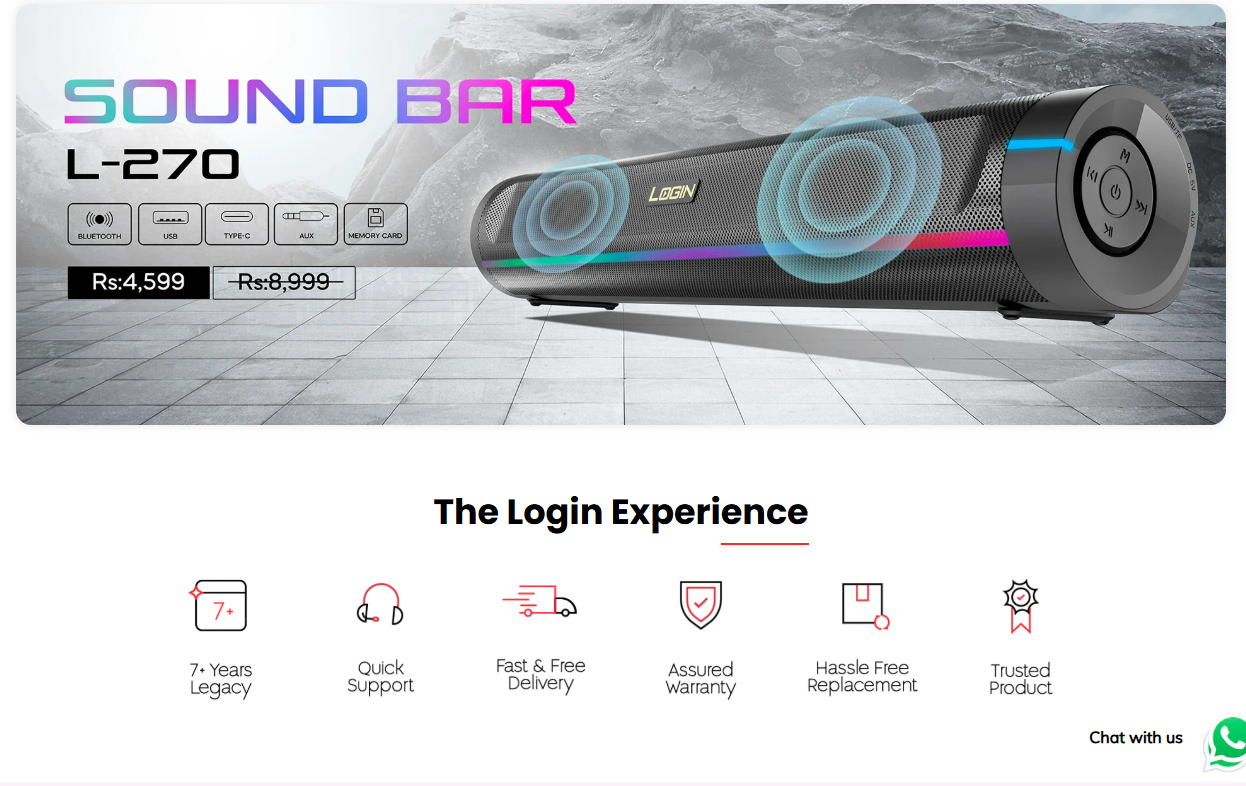 SOUND BAR
L-270
BLUETOOTH
USB
TYPE-C
AUX
MEMORY CARD
Rs:4,599
Rs:8,999
LOGIN
M
USB/TF
DC 5V
AUX
The Login Experience
7+
7+ Years
Legacy
Quick
Support
Fast & Free
Delivery
Assured
Warranty
Hassle Free
Replacement
Trusted
Product
Chat with us